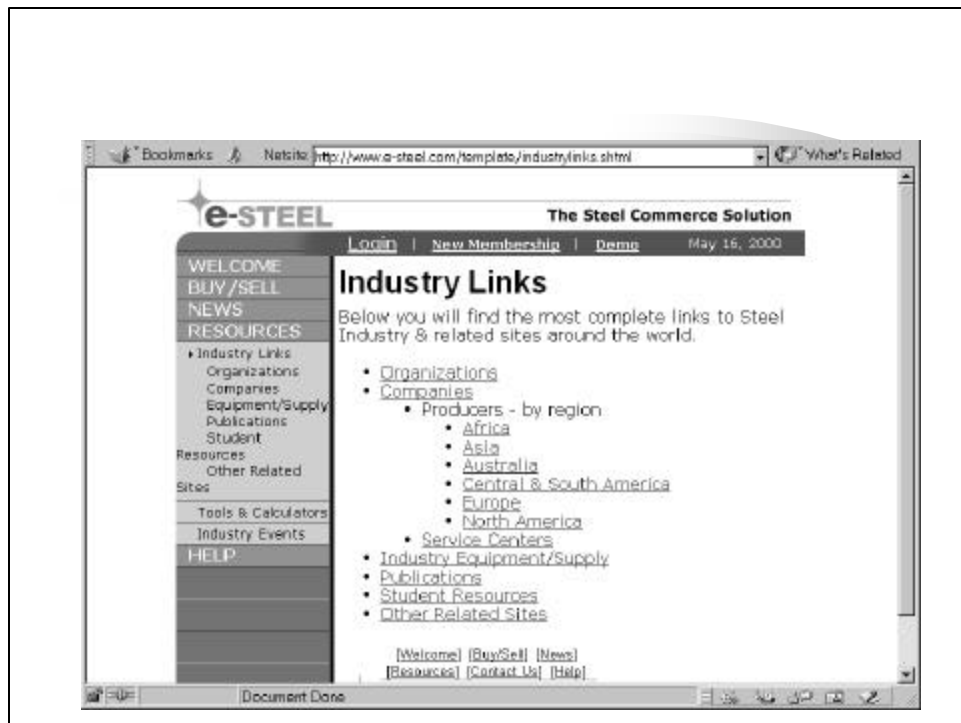 Bookmarks Netsite: http://www.e-steel.com/template/industrylinks.shtml What's Related
e-STEEL The Steel Commerce Solution
Login | New Membership | Demo May 16, 2000
WELCOME
BUY/SELL
NEWS
RESOURCES
Industry Links
Organizations
Companies
Equipment/Supply
Publications
Student
Resources
Other Related
Sites
Tools & Calculators
Industry Events
HELP
Industry Links
Below you will find the most complete links to Steel
Industry & related sites around the world.
• Organizations
• Companies
• Producers - by region
• Africa
• Asia
• Australia
• Central & South America
• Europe
• North America
• Service Centers
• Industry Equipment/Supply
• Publications
• Student Resources
• Other Related Sites
[Welcome] [Buy/Sell] [News]
[Resources] [Contact Us] [Help]
Document Done